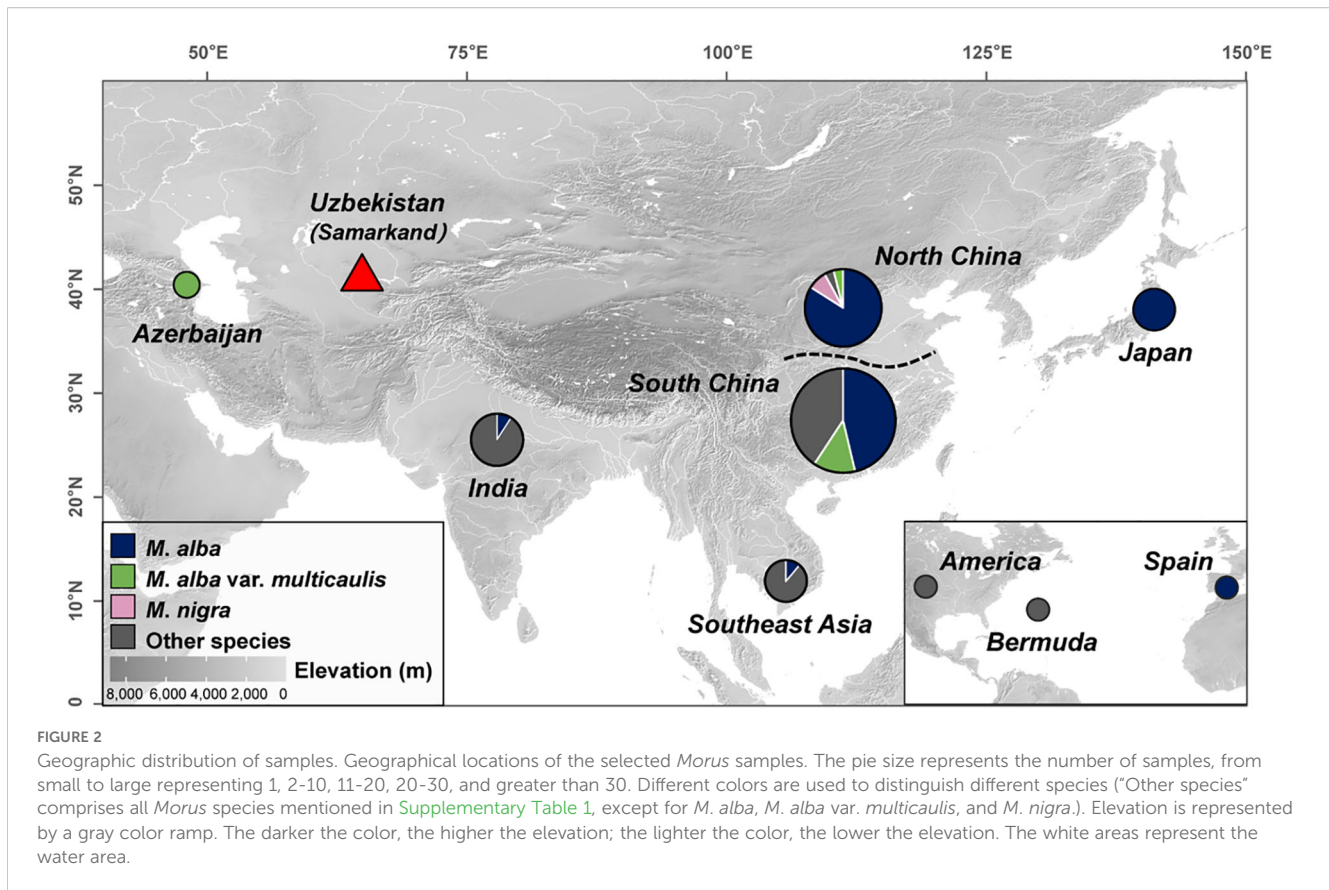 50°E 75°E 100°E 125°E 150°E
50°N
40°N
30°N
20°N
10°N
0
Uzbekistan
(Samarkand)
North China
Azerbaijan
Japan
South China
India
Southeast Asia
M. alba
M. alba var. multicaulis
M. nigra
Other species
Elevation (m)
8,000 6,000 4,000 2,000 0
America
Spain
Bermuda
FIGURE 2
Geographic distribution of samples. Geographical locations of the selected Morus samples. The pie size represents the number of samples, from
small to large representing 1, 2-10, 11-20, 20-30, and greater than 30. Different colors are used to distinguish different species (“Other species”
comprises all Morus species mentioned in Supplementary Table 1, except for M. alba, M. alba var. multicaulis, and M. nigra.). Elevation is represented
by a gray color ramp. The darker the color, the higher the elevation; the lighter the color, the lower the elevation. The white areas represent the
water area.